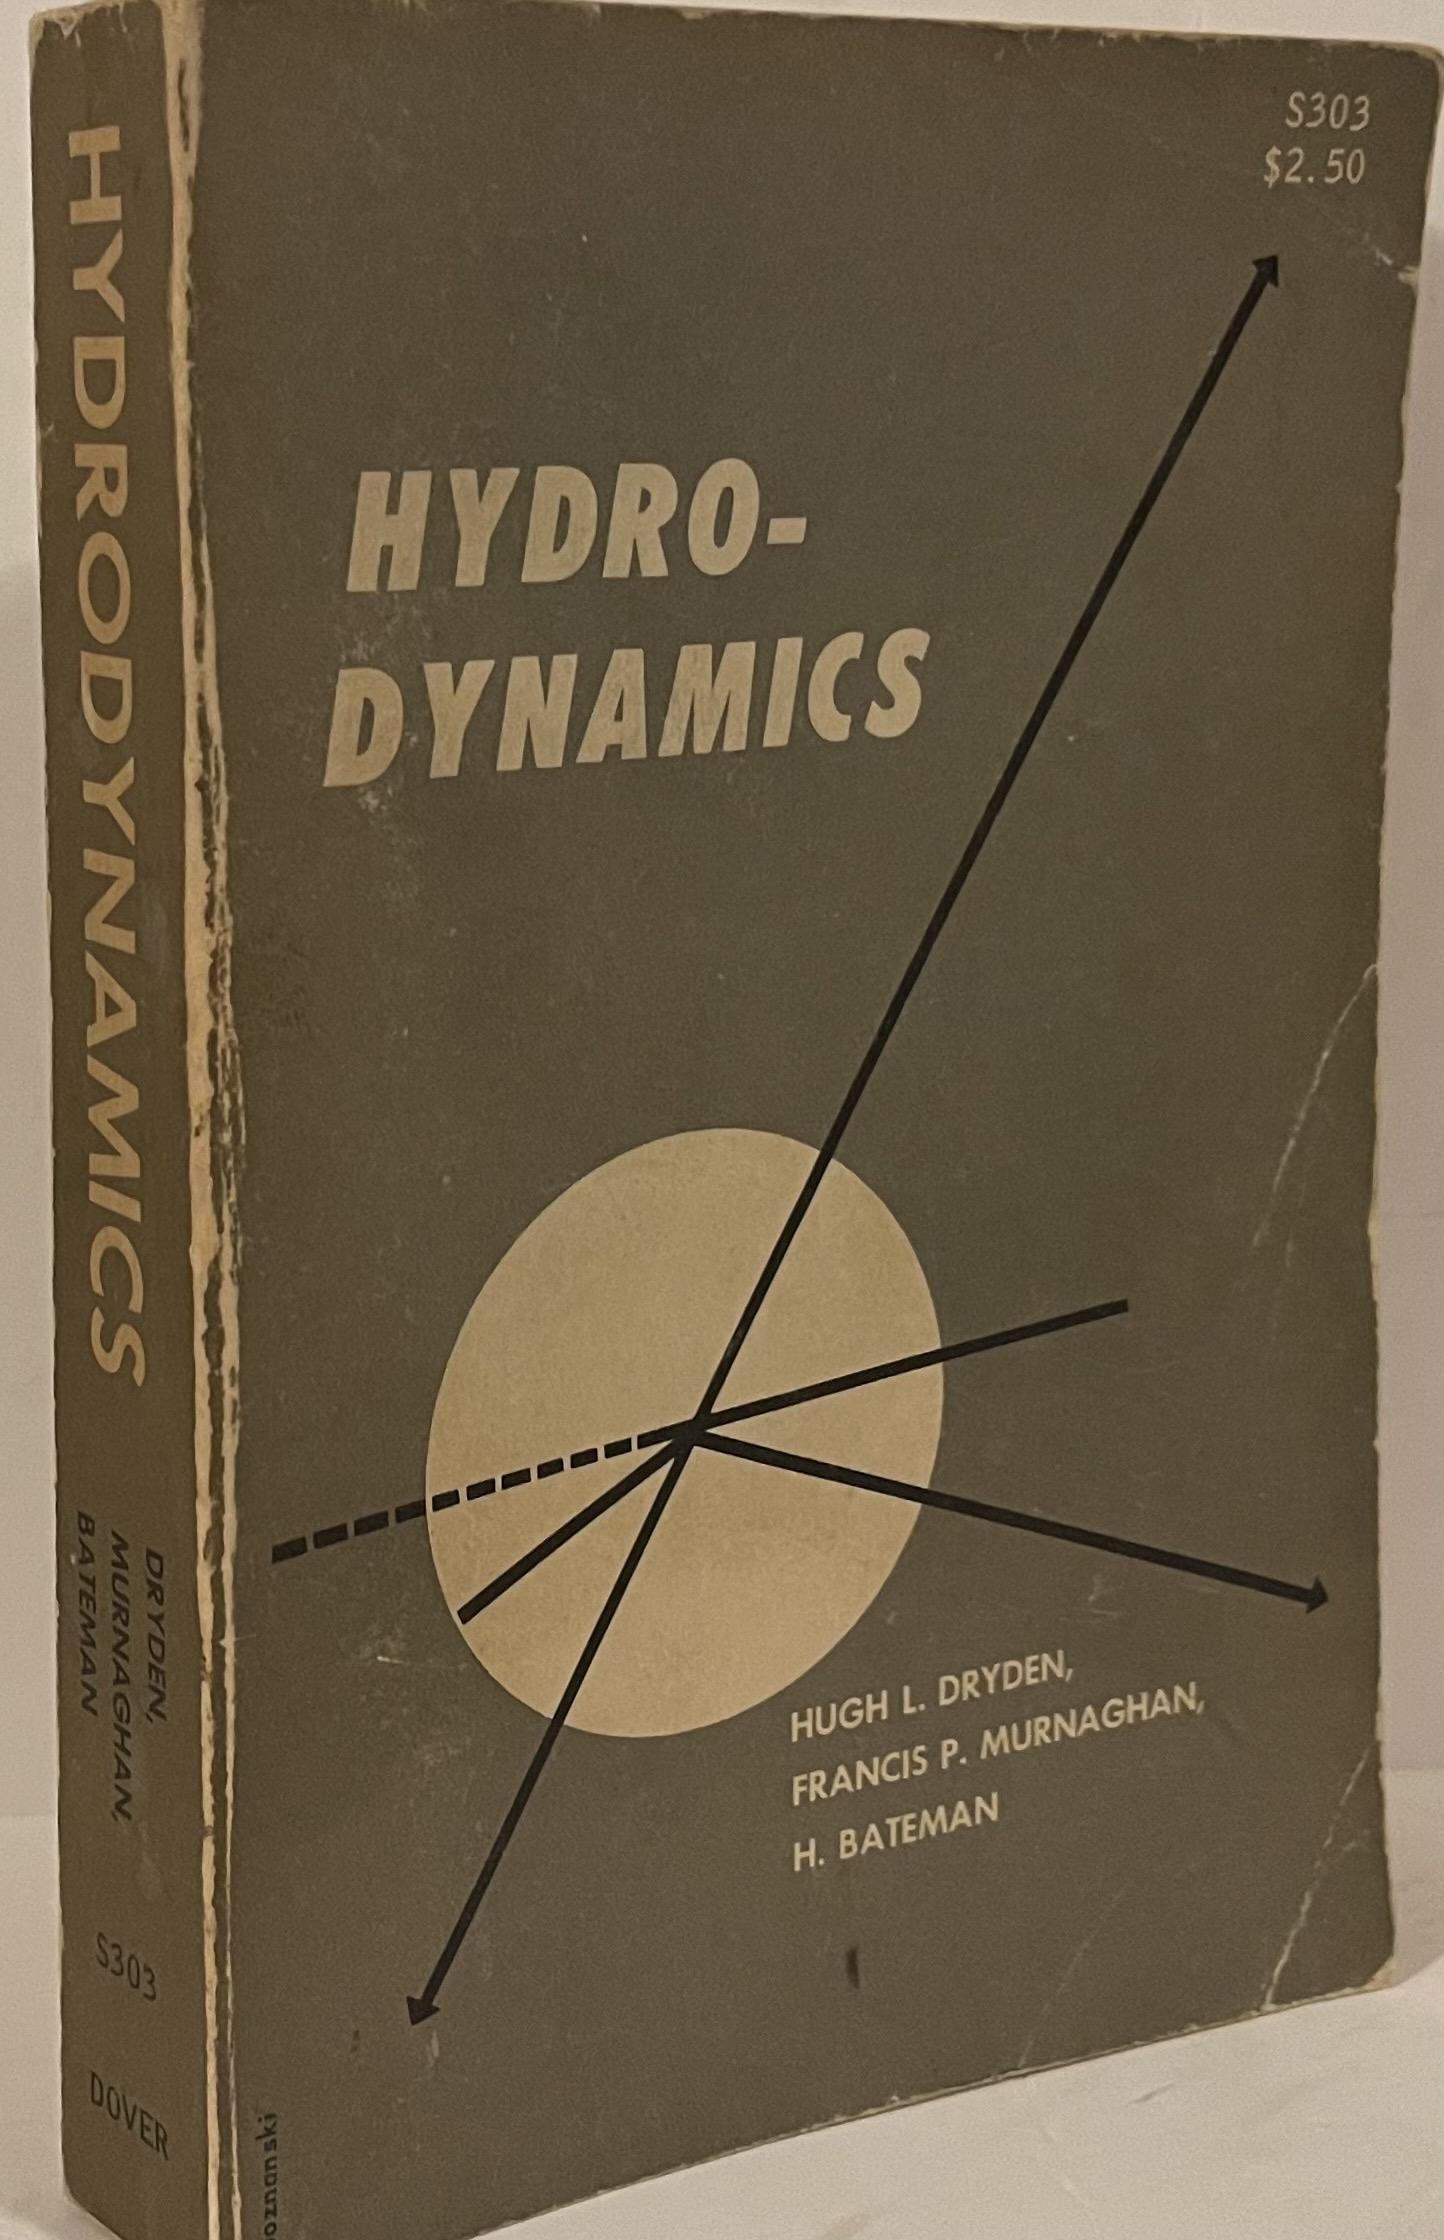 HYDRODYNAMICS
DRYDEN,
MURNAGHAN,
BATEMAN
S303
DOVER
S303
$2.50
HYDRO-
DYNAMICS
HUGH L. DRYDEN,
FRANCIS P. MURNAGHAN,
H. BATEMAN